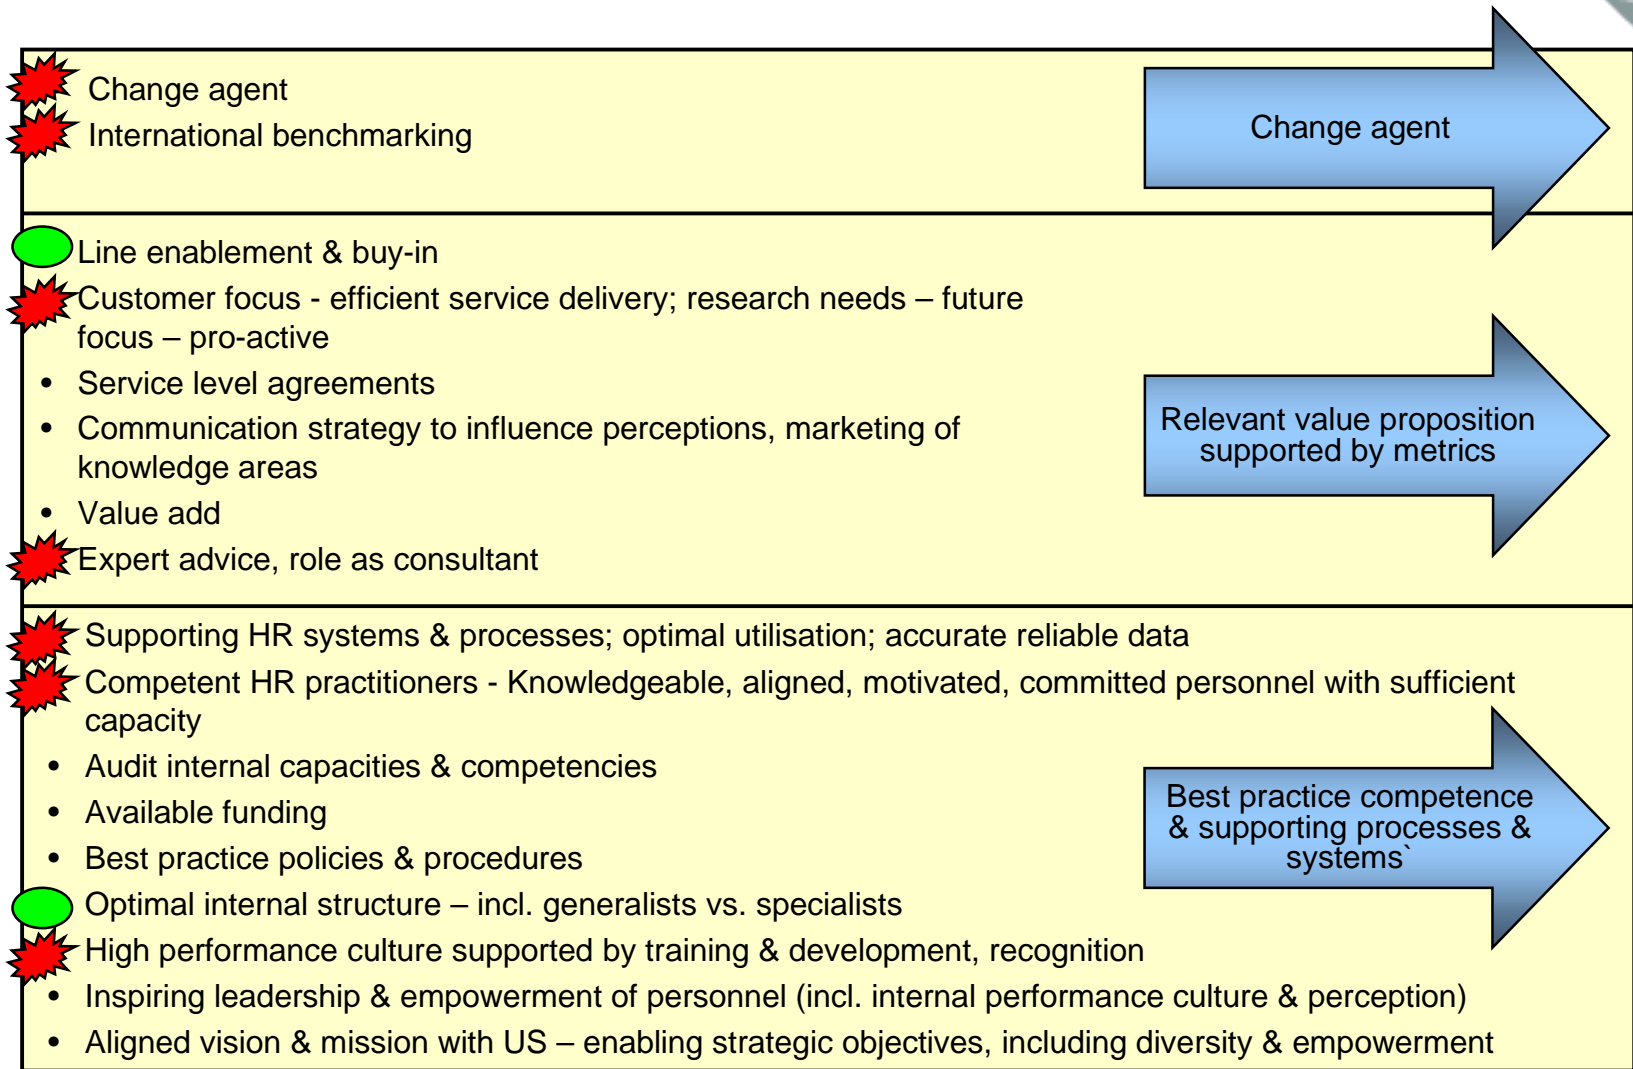 Change agent
International benchmarking
Change agent
Line enablement & buy-in
Customer focus - efficient service delivery; research needs – future
focus – pro-active
• Service level agreements
• Communication strategy to influence perceptions, marketing of
knowledge areas
• Value add
Expert advice, role as consultant
Relevant value proposition
supported by metrics
Supporting HR systems & processes; optimal utilisation; accurate reliable data
Competent HR practitioners - Knowledgeable, aligned, motivated, committed personnel with sufficient
capacity
• Audit internal capacities & competencies
• Available funding
• Best practice policies & procedures
Optimal internal structure – incl. generalists vs. specialists
High performance culture supported by training & development, recognition
• Inspiring leadership & empowerment of personnel (incl. internal performance culture & perception)
• Aligned vision & mission with US – enabling strategic objectives, including diversity & empowerment
Best practice competence
& supporting processes &
systems`